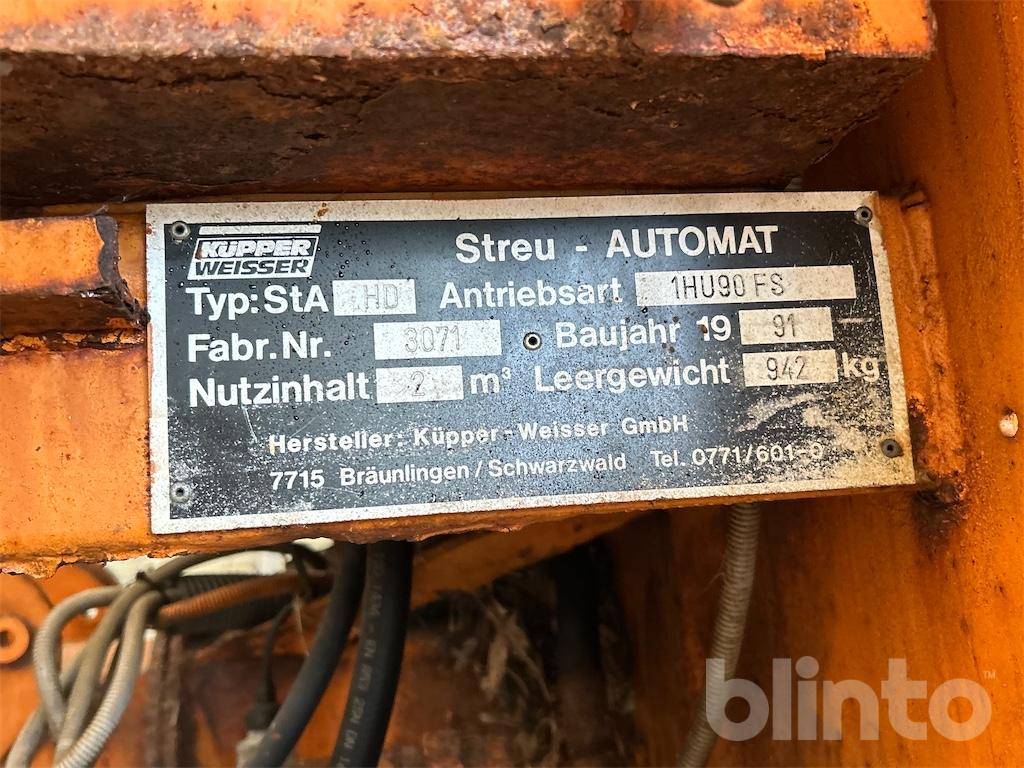 KÜPPER
WEISSER
Streu - AUTOMAT
Typ: StA HD Antriebsart 1HU90 FS
Fabr. Nr. 3071 Baujahr 19 91
Nutzinhalt 2 m³ Leergewicht 942 kg
Hersteller: Küpper-Weisser GmbH
7715 Bräunlingen/Schwarzwald Tel. 0771/601-0
blinto™